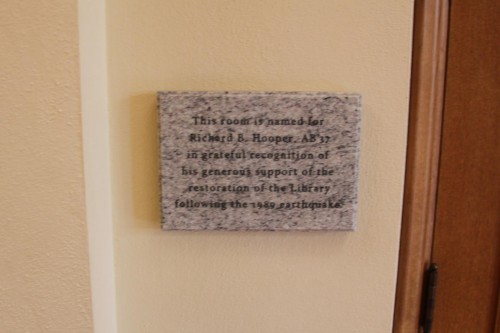 This room is named for
Richard B. Hooper, AB'37
in grateful recognition of
his generous support of the
restoration of the Library
following the 1989 earthquake.